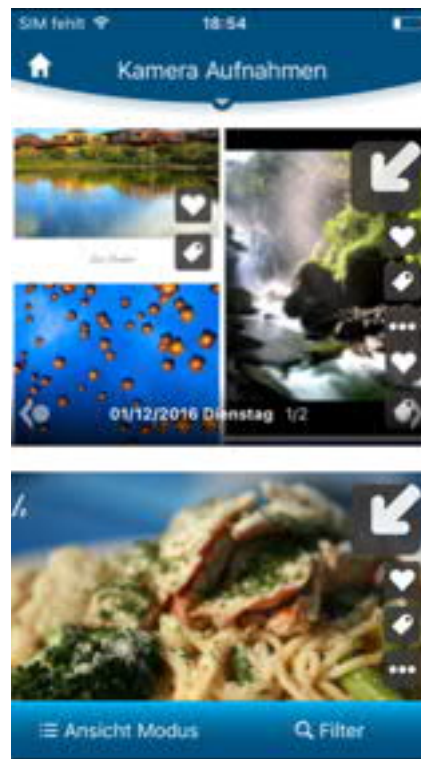 SIM fehlt 18:54
Kamera Aufnahmen
01/12/2016 Dienstag 1/2
Ansicht Modus Filter